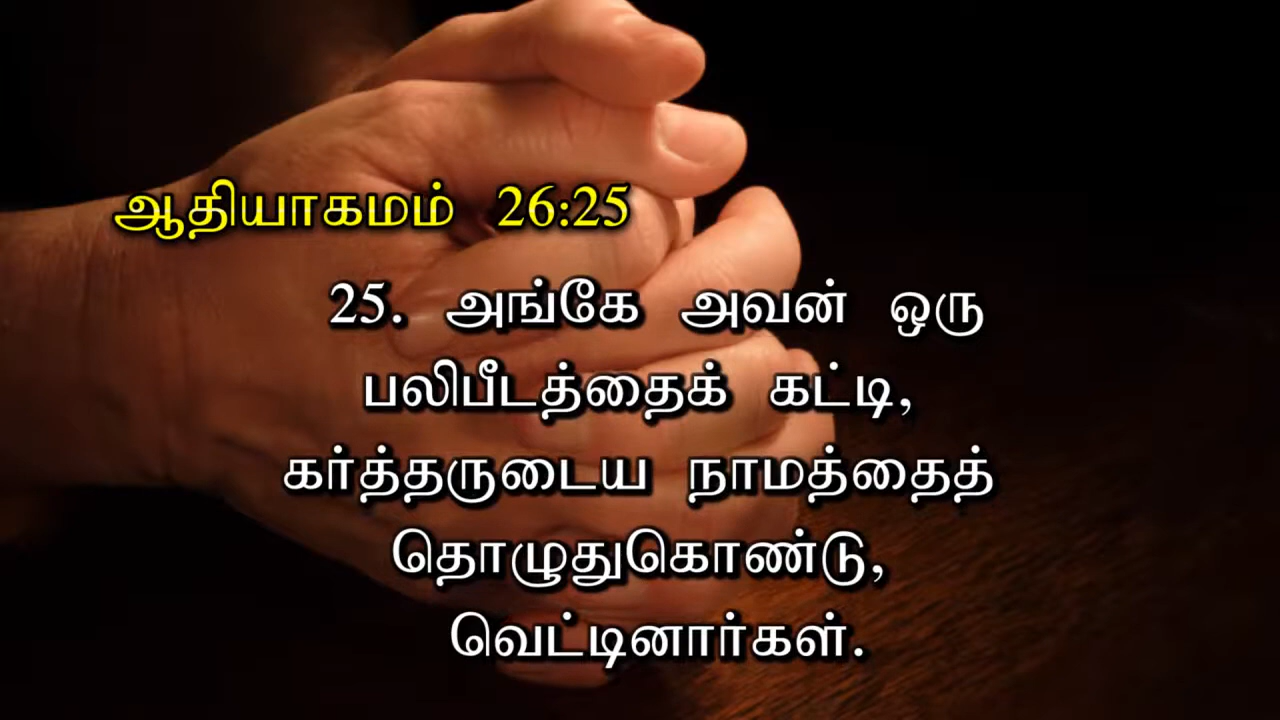 ஆதியாகமம் 26:25
25. அங்கே அவன் ஒரு
பலிபீடத்தைக் கட்டி,
கர்த்தருடைய நாமத்தைத்
தொழுதுகொண்டு,
வெட்டினார்கள்.